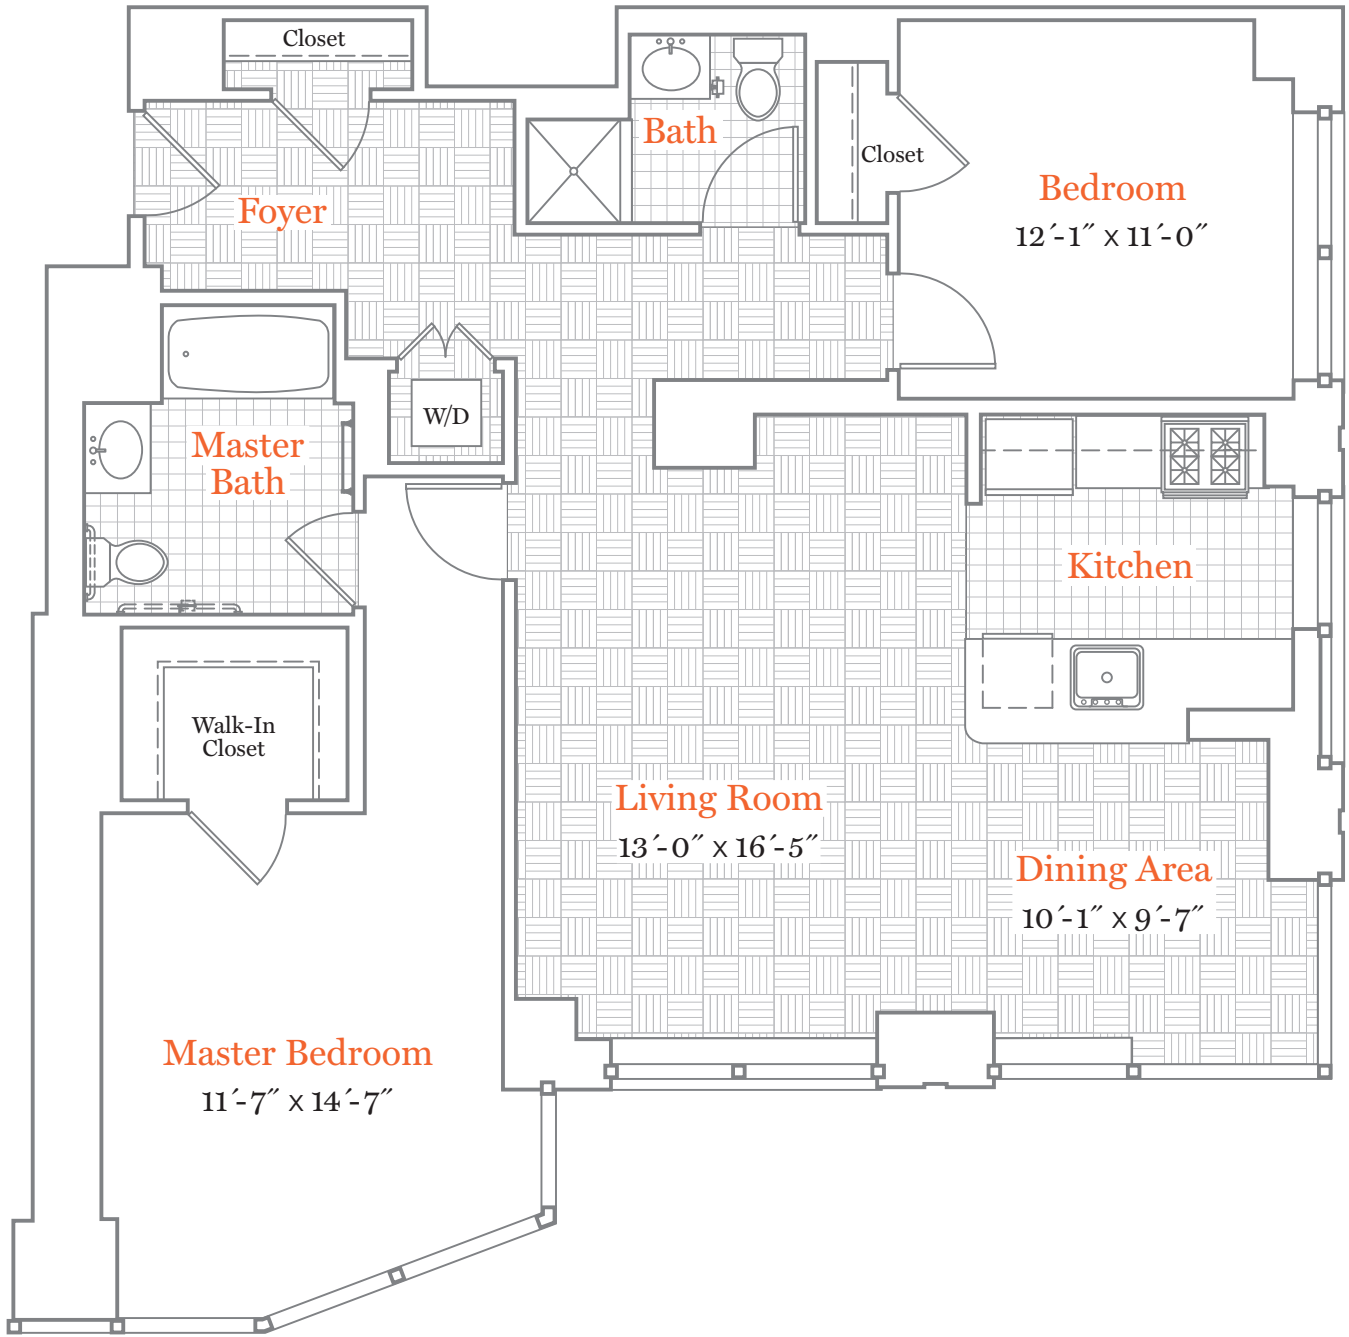 Closet
Bath
Closet
Bedroom
12´-1˝ x 11´-0˝
Foyer
W/D
Master
Bath
Kitchen
Walk-In
Closet
Living Room
13´-0˝ x 16´-5˝
Dining Area
10´-1˝ x 9´-7˝
Master Bedroom
11´-7˝ x 14´-7˝